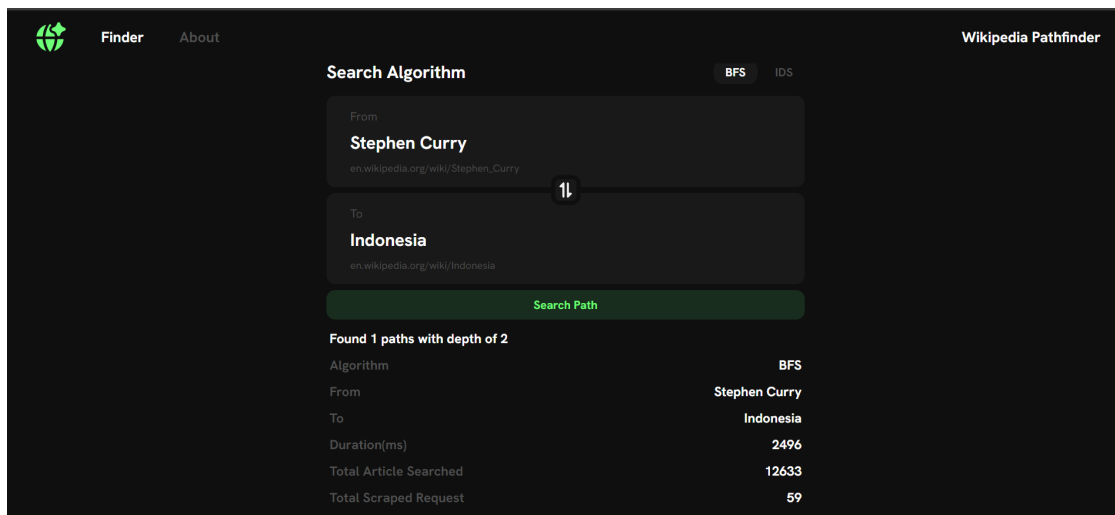 Finder About Wikipedia Pathfinder
Search Algorithm BFS IDS
From
Stephen Curry
en.wikipedia.org/wiki/Stephen_Curry
To
Indonesia
en.wikipedia.org/wiki/Indonesia
Search Path
Found 1 paths with depth of 2
Algorithm BFS
From Stephen Curry
To Indonesia
Duration(ms) 2496
Total Article Searched 12633
Total Scraped Request 59